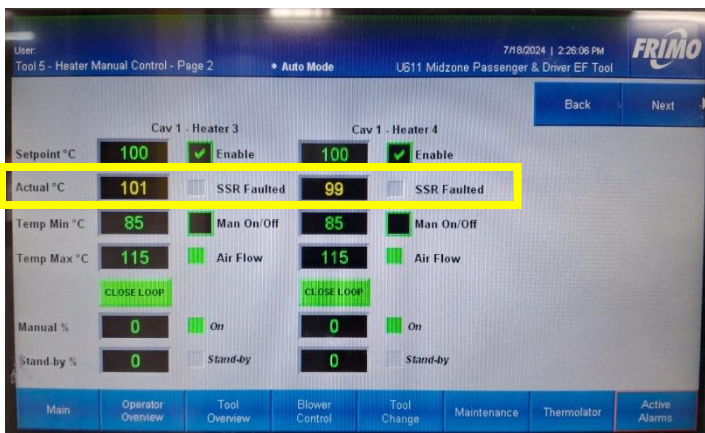 User:
7/18/2024 | 2:26:06 PM
FRIMO
Tool 5 - Heater Manual Control - Page 2
Auto Mode
U611 Midzone Passenger & Driver EF Tool
Back Next
Cav 1 - Heater 3 Cav 1 - Heater 4
Setpoint °C 100 Enable 100 Enable
Actual °C 101 SSR Faulted 99 SSR Faulted
Temp Min °C 85 Man On/Off 85 Man On/Off
Temp Max °C 115 Air Flow 115 Air Flow
CLOSE LOOP CLOSE LOOP
Manual % 0 On 0 On
Stand-by % 0 Stand-by 0 Stand-by
Main Operator Overview Tool Overview Blower Control Tool Change Maintenance Thermolator Active Alarms